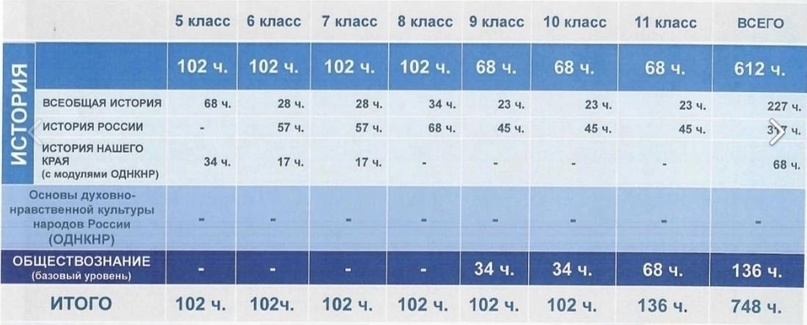 5 класс 6 класс 7 класс 8 класс 9 класс 10 класс 11 класс ВСЕГО
ИСТОРИЯ
102 ч. 102 ч. 102 ч. 102 ч. 68 ч. 68 ч. 68 ч. 612 ч.
ВСЕОБЩАЯ ИСТОРИЯ 68 ч. 28 ч. 28 ч. 34 ч. 23 ч. 23 ч. 23 ч. 227 ч.
ИСТОРИЯ РОССИИ - 57 ч. 57 ч. 68 ч. 45 ч. 45 ч. 45 ч. ч.
ИСТОРИЯ НАШЕГО
КРАЯ 34 ч. 17 ч. 17 ч. - - - - 68 ч.
(с модулями ОДНКНР)
Основы духовно-
нравственной культуры
народов России - - - - - - - -
(ОДНКНР)
ОБЩЕСТВОЗНАНИЕ - - - - 34 ч. 34 ч. 68 ч. 136 ч.
(базовый уровень)
ИТОГО 102 ч. 102ч. 102 ч. 102 ч. 102 ч. 102 ч. 136 ч. 748 ч.